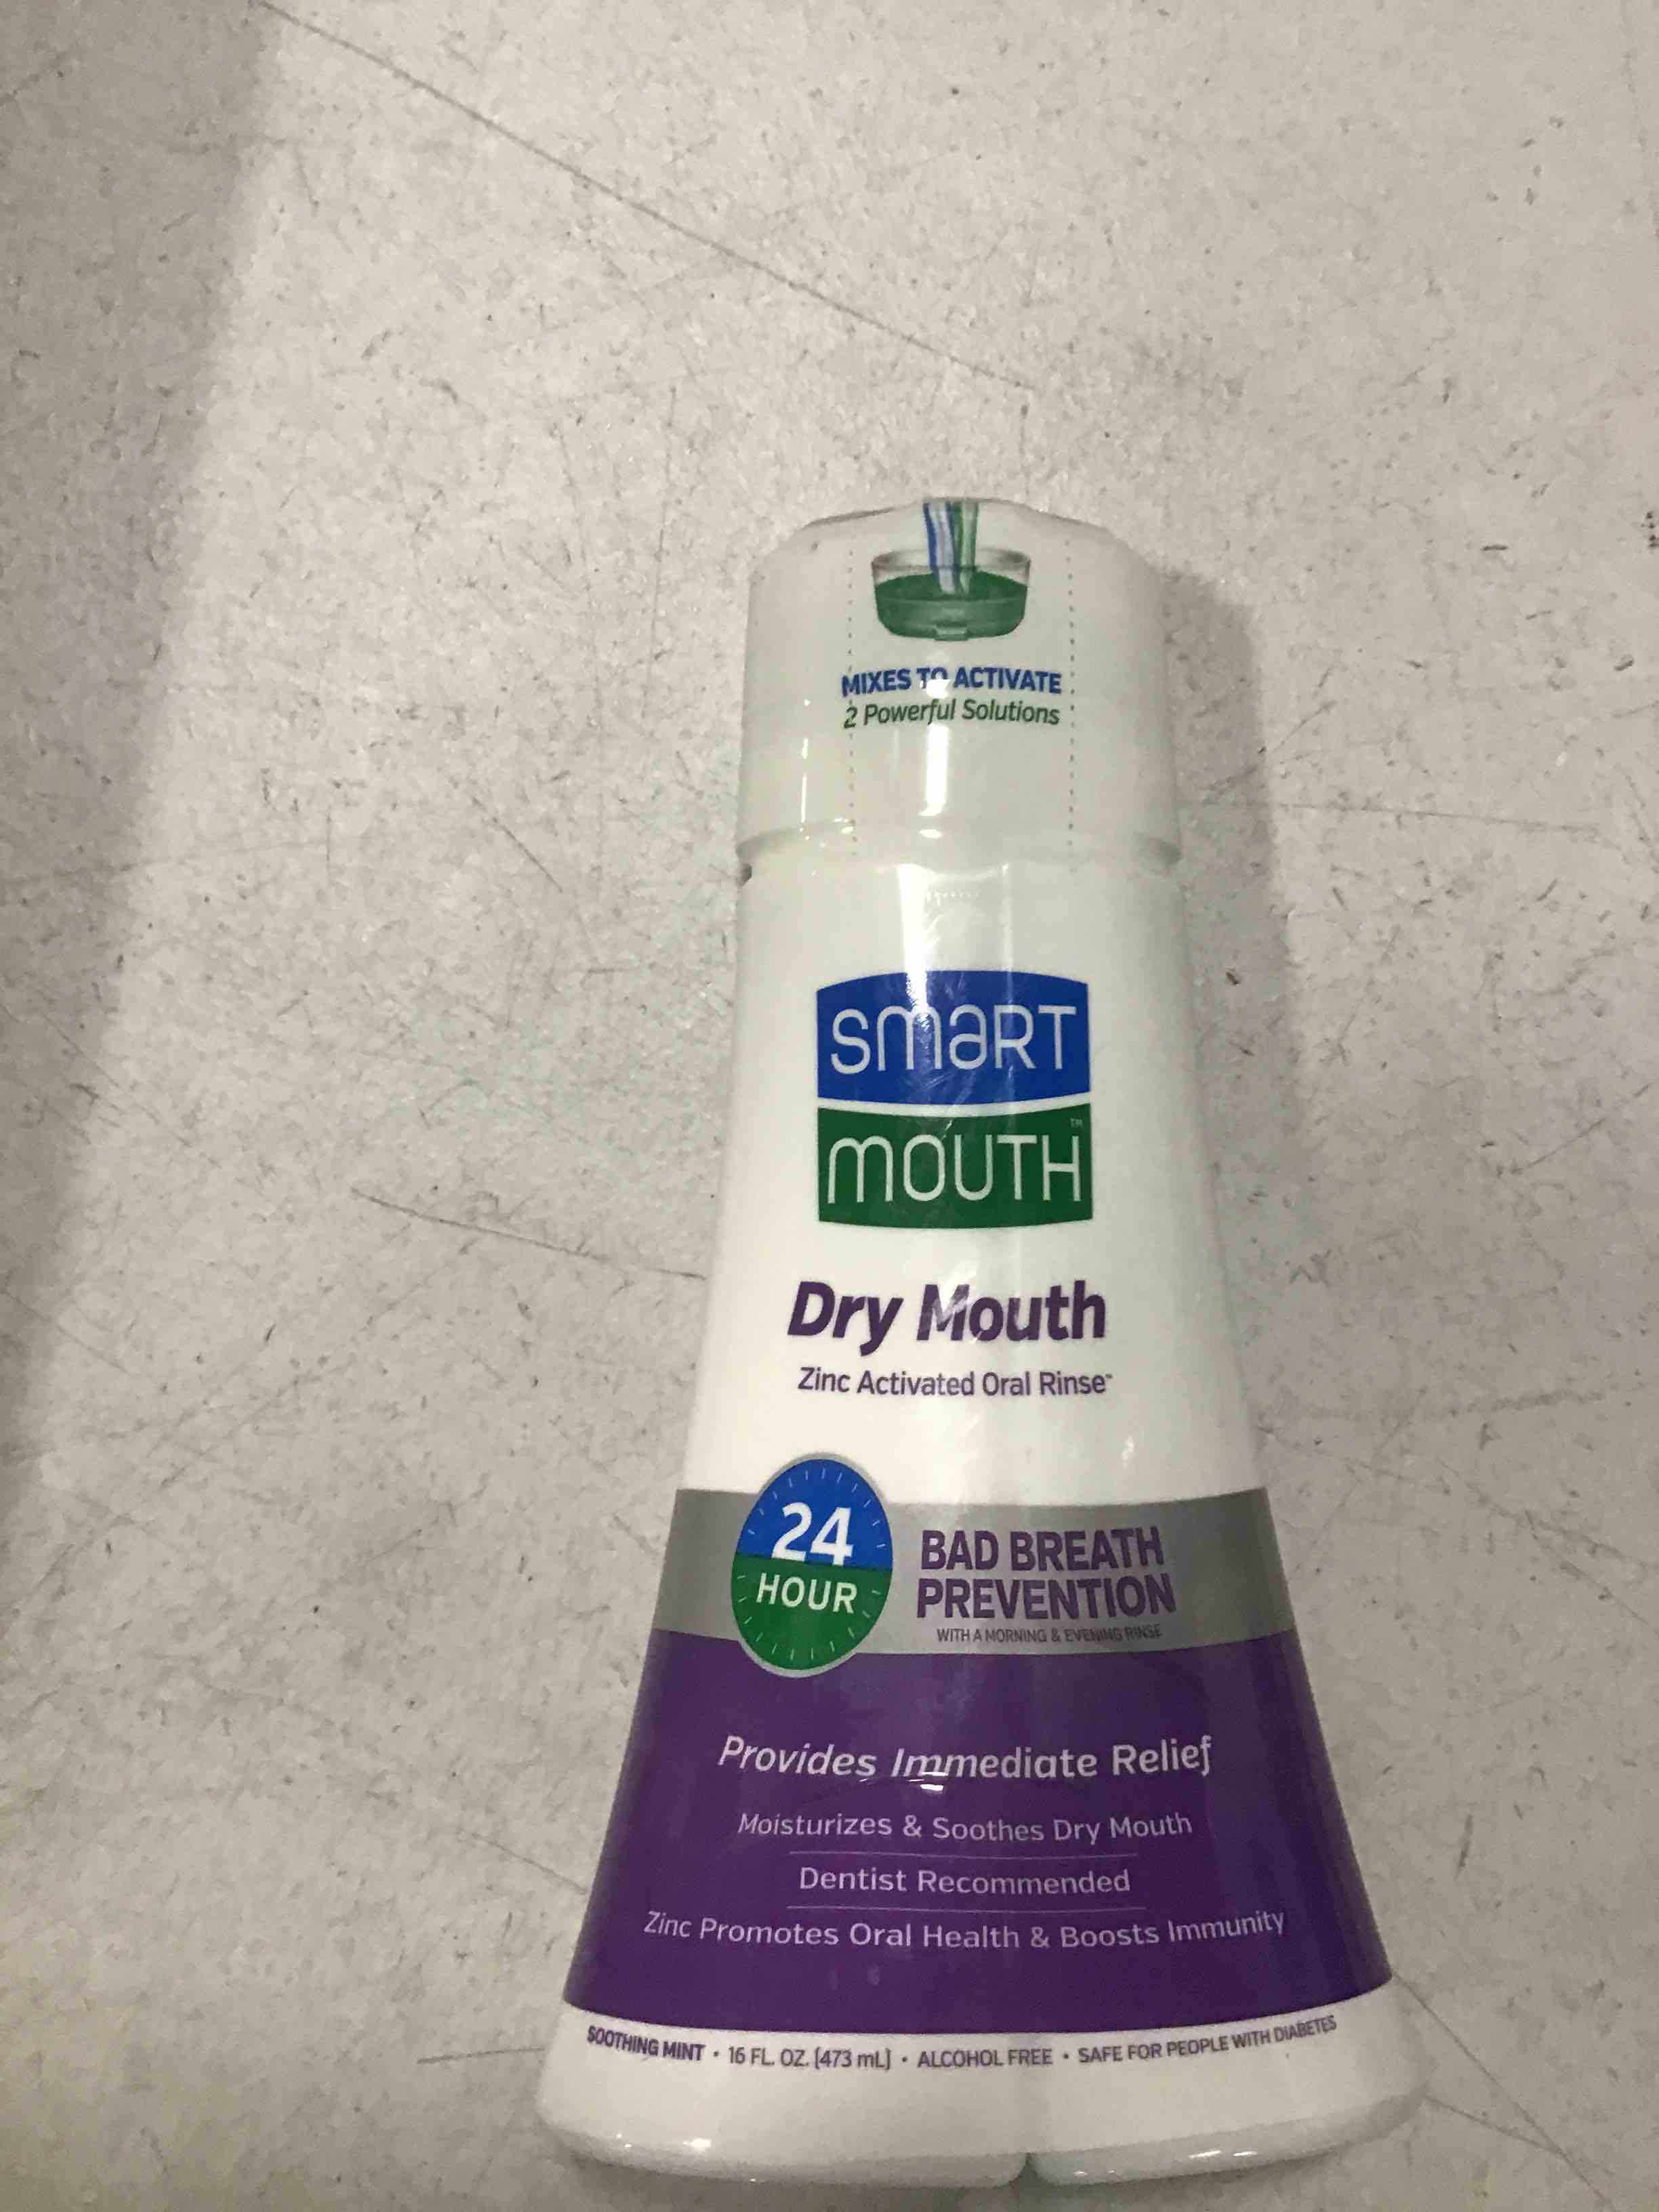 MIXES TO ACTIVATE
2 Powerful Solutions
smaRT
mOUTH™
Dry Mouth
Zinc Activated Oral Rinse™
24
HOUR
BAD BREATH
PREVENTION
WITH A MORNING & EVENING RINSE
Provides Immediate Relief
Moisturizes & Soothes Dry Mouth
Dentist Recommended
Zinc Promotes Oral Health & Boosts Immunity
SOOTHING MINT • 16 FL. OZ. (473 mL) • ALCOHOL FREE • SAFE FOR PEOPLE WITH DIABETES